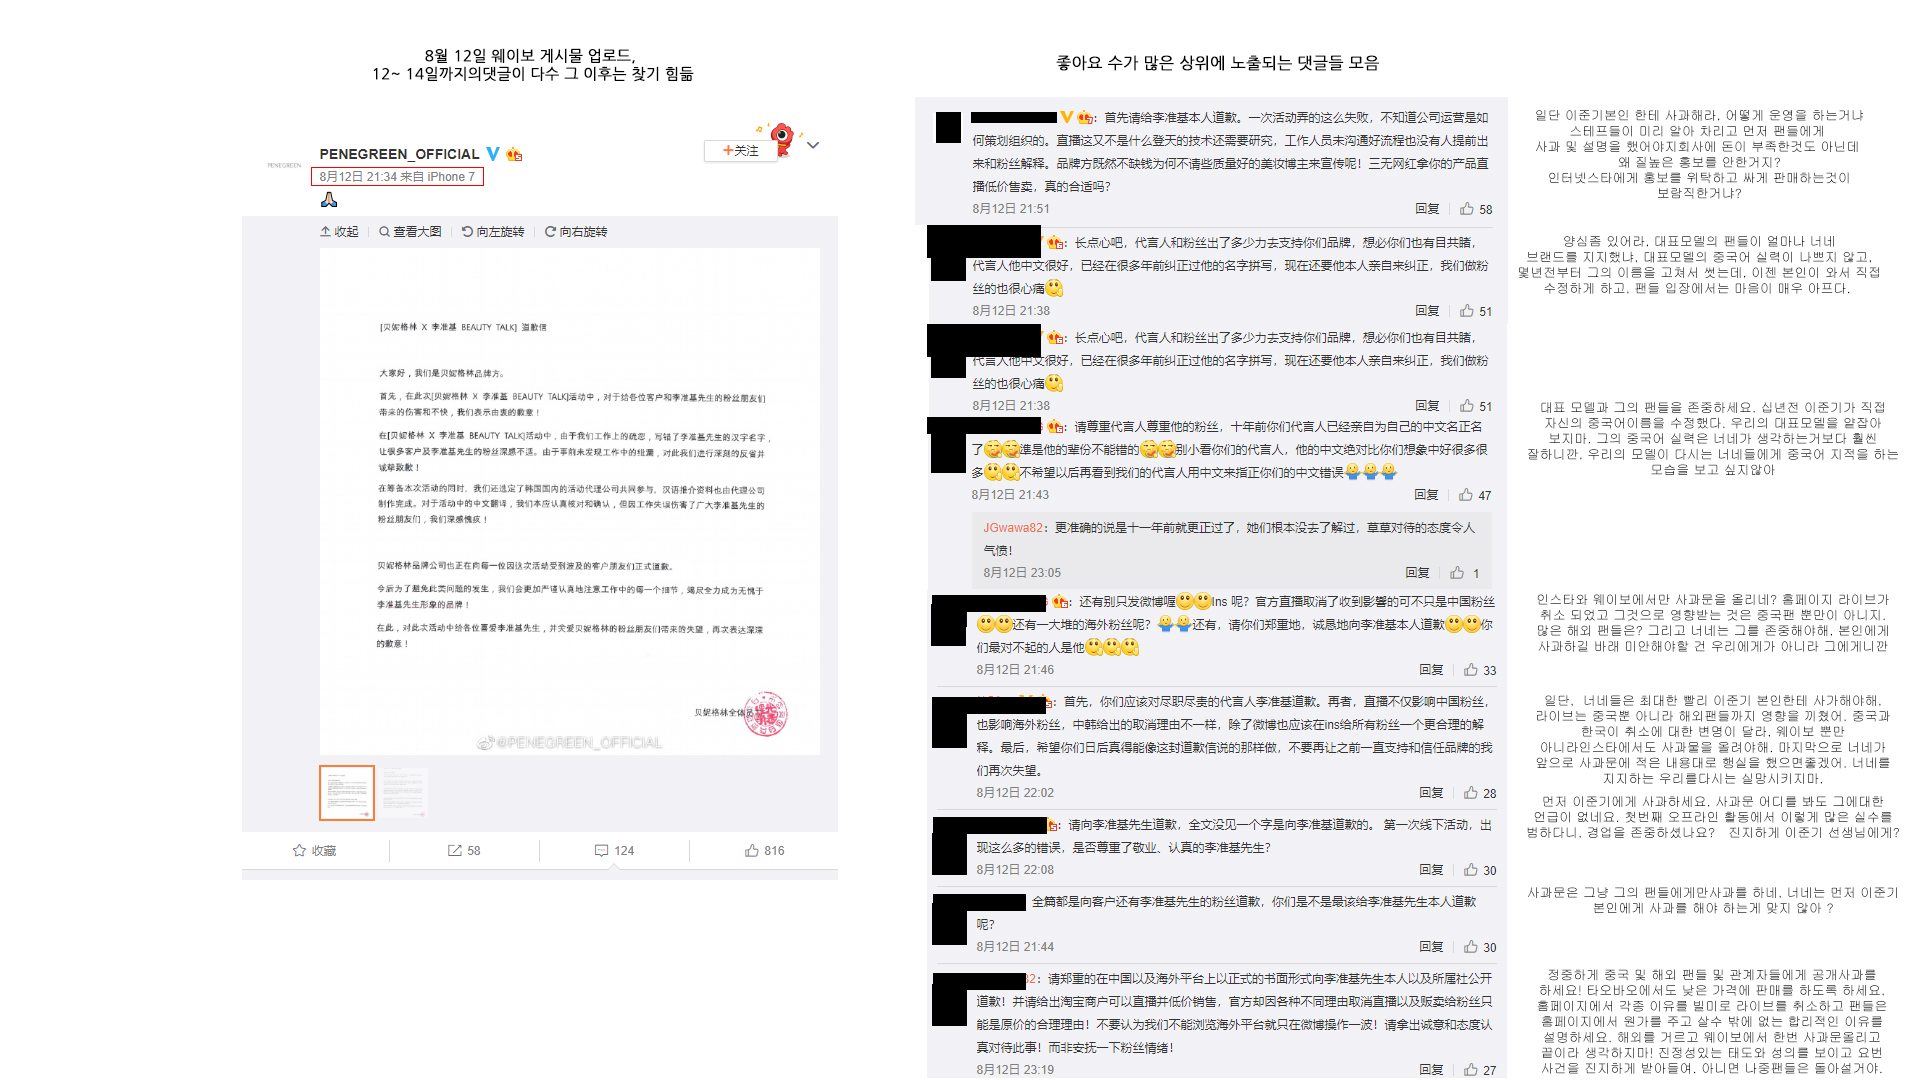 8월 12일 웨이보 게시물 업로드,
12~ 14일까지의댓글이 다수 그 이후는 찾기 힘듦
PENEGREEN
PENEGREEN_OFFICIAL
+关注
8月12日 21:34 来自 iPhone 7
收起
查看大图
向左旋转
向右旋转
[贝妮格林 X 李准基 BEAUTY TALK] 道歉信
大家好，我们是贝妮格林品牌方。
首先，在此次[贝妮格林 X 李准基 BEAUTY TALK]活动中，对于给各位客户和李准基先生的粉丝朋友们
带来的伤害和不快，我们表示由衷的歉意！
在[贝妮格林 X 李准基 BEAUTY TALK]活动中，由于我们工作上的疏忽，写错了李准基先生的汉字名字，
让很多客户及李准基先生的粉丝深感不适。由于事前未发现工作中的纰漏，对此我们进行深刻的反省并
诚挚致歉！
在筹备本次活动的同时，我们还选定了韩国国内的活动代理公司共同参与，汉语推介资料也由代理公司
制作完成。对于活动中的中文翻译，我们本应认真核对和确认，但因工作失误伤害了广大李准基先生的
粉丝朋友们，我们深感愧疚！
贝妮格林品牌公司也正在向每一位因这次活动受到波及的客户朋友们正式道歉。
今后为了避免此类问题的发生，我们会更加严谨认真地注意工作中的每一个细节，竭尽全力成为无愧于
李准基先生形象的品牌！
在此，对此次活动中给各位喜爱李准基先生，并关爱贝妮格林的粉丝朋友们带来的失望，再次表达深深
的歉意！
贝妮格林全体员
@PENEGREEN_OFFICIAL
收藏
58
124
816
좋아요 수가 많은 상위에 노출되는 댓글들 모음
：首先请给李准基本人道歉。一次活动弄的这么失败，不知道公司运营是如
何策划组织的。直播这又不是什么登天的技术还需要研究，工作人员未沟通好流程也没有人提前出
来和粉丝解释。品牌方既然不缺钱为何不请些质量好的美妆博主来宣传呢！三无网红拿你的产品直
播低价售卖，真的合适吗？
8月12日 21:51
回复
58
：长点心吧，代言人和粉丝出了多少力去支持你们品牌，想必你们也有目共睹，
代言人他中文很好，已经在很多年前纠正过他的名字拼写，现在还要他本人亲自来纠正，我们做粉
丝的也很心痛
8月12日 21:38
回复
51
：长点心吧，代言人和粉丝出了多少力去支持你们品牌，想必你们也有目共睹，
代言人他中文很好，已经在很多年前纠正过他的名字拼写，现在还要他本人亲自来纠正，我们做粉
丝的也很心痛
8月12日 21:38
回复
51
：请尊重代言人尊重他的粉丝，十年前你们代言人已经亲自为自己的中文名正名
了準是他的辈份不能错的别小看你们的代言人，他的中文绝对比你们想象中好很多很
多不希望以后再看到我们的代言人用中文来指正你们的中文错误
8月12日 21:43
回复
47
JGwawa82：更准确的说是十一年前就更正过了，她们根本没去了解过，草草对待的态度令人
气愤！
8月12日 23:05
回复
1
：还有别只发微博喔Ins 呢？官方直播取消了收到影響的可不只是中国粉丝
还有一大堆的海外粉丝呢？还有，请你们郑重地，诚恳地向李准基本人道歉你
们最对不起的人是他
8月12日 21:46
回复
33
：首先，你们应该对尽职尽责的代言人李准基道歉。再者，直播不仅影响中国粉丝，
也影响海外粉丝，中韩给出的取消理由不一样，除了微博也应该在ins给所有粉丝一个更合理的解
释。最后，希望你们日后真得能像这封道歉信说的那样做，不要再让之前一直支持和信任品牌的我
们再次失望。
8月12日 22:02
回复
28
：请向李准基先生道歉，全文没见一个字是向李准基道歉的。 第一次线下活动，出
现这么多的错误，是否尊重了敬业、认真的李准基先生？
8月12日 22:08
回复
30
全篇都是向客户还有李准基先生的粉丝道歉，你们是不是最该给李准基先生本人道歉
呢？
8月12日 21:44
回复
30
82：请郑重的在中国以及海外平台上以正式的书面形式向李准基先生本人以及所属社公开
道歉！并请给出淘宝商户可以直播并低价销售，官方却因各种不同理由取消直播以及贩卖给粉丝只
能是原价的合理理由！不要认为我们不能浏览海外平台就只在微博操作一波！请拿出诚意和态度认
真对待此事！而非安抚一下粉丝情绪！
8月12日 23:19
回复
27
일단 이준기본인 한테 사과해라, 어떻게 운영을 하는거냐
스테프들이 미리 알아 차리고 먼저 팬들에게
사과 및 설명을 했어야지회사에 돈이 부족한것도 아닌데
왜 질높은 홍보를 안한거지?
인터넷스타에게 홍보를 위탁하고 싸게 판매하는것이
보람직한거냐?
양심좀 있어라, 대표모델의 팬들이 얼마나 너네
브랜드를 지지했냐, 대표모델의 중국어 실력이 나쁘지 않고,
몇년전부터 그의 이름을 고쳐서 썻는데, 이젠 본인이 와서 직접
수정하게 하고, 팬들 입장에서는 마음이 매우 아프다.
대표 모델과 그의 팬들을 존중하세요, 십년전 이준기가 직접
자신의 중국어이름을 수정했다. 우리의 대표모델을 얕잡아
보지마, 그의 중국어 실력은 너네가 생각하는거보다 훨씬
잘하니깐, 우리의 모델이 다시는 너네들에게 중국어 지적을 하는
모습을 보고 싶지않아
인스타와 웨이보에서만 사과문을 올리네? 홈페이지 라이브가
취소 되었고 그것으로 영향받는 것은 중국팬 뿐만이 아니지,
많은 해외 팬들은? 그리고 너네는 그를 존중해야해, 본인에게
사과하길 바래 미안해야할 건 우리에게가 아니라 그에게니깐
일단, 너네들은 최대한 빨리 이준기 본인한테 사가해야해,
라이브는 중국뿐 아니라 해외팬들까지 영향을 끼쳤어, 중국과
한국이 취소에 대한 변명이 달라, 웨이보 뿐만
아니라인스타에서도 사과물을 올려야해, 마지막으로 너네가
앞으로 사과문에 적은 내용대로 행실을 했으면좋겠어, 너네를
지지하는 우리를다시는 실망시키지마.
먼저 이준기에게 사과하세요, 사과문 어디를 봐도 그에대한
언급이 없네요, 첫번째 오프라인 활동에서 이렇게 많은 실수를
범하다니, 경업을 존중하셨나요? 진지하게 이준기 선생님에게?
사과문은 그냥 그의 팬들에게만사과를 하네, 너네는 먼저 이준기
본인에게 사과를 해야 하는게 맞지 않아 ?
정중하게 중국 및 해외 팬들 및 관계자들에게 공개사과를
하세요! 타오바오에서도 낮은 가격에 판매를 하도록 하세요,
홈페이지에서 각종 이유를 빌미로 라이브를 취소하고 팬들은
홈페이지에서 원가를 주고 살수 밖에 없는 합리적인 이유를
설명하세요, 해외를 거르고 웨이보에서 한번 사과문올리고
끝이라 생각하지마! 진정성있는 태도와 성의를 보이고 요번
사건을 진지하게 받아들여, 아니면 나중팬들은 돌아설거야,